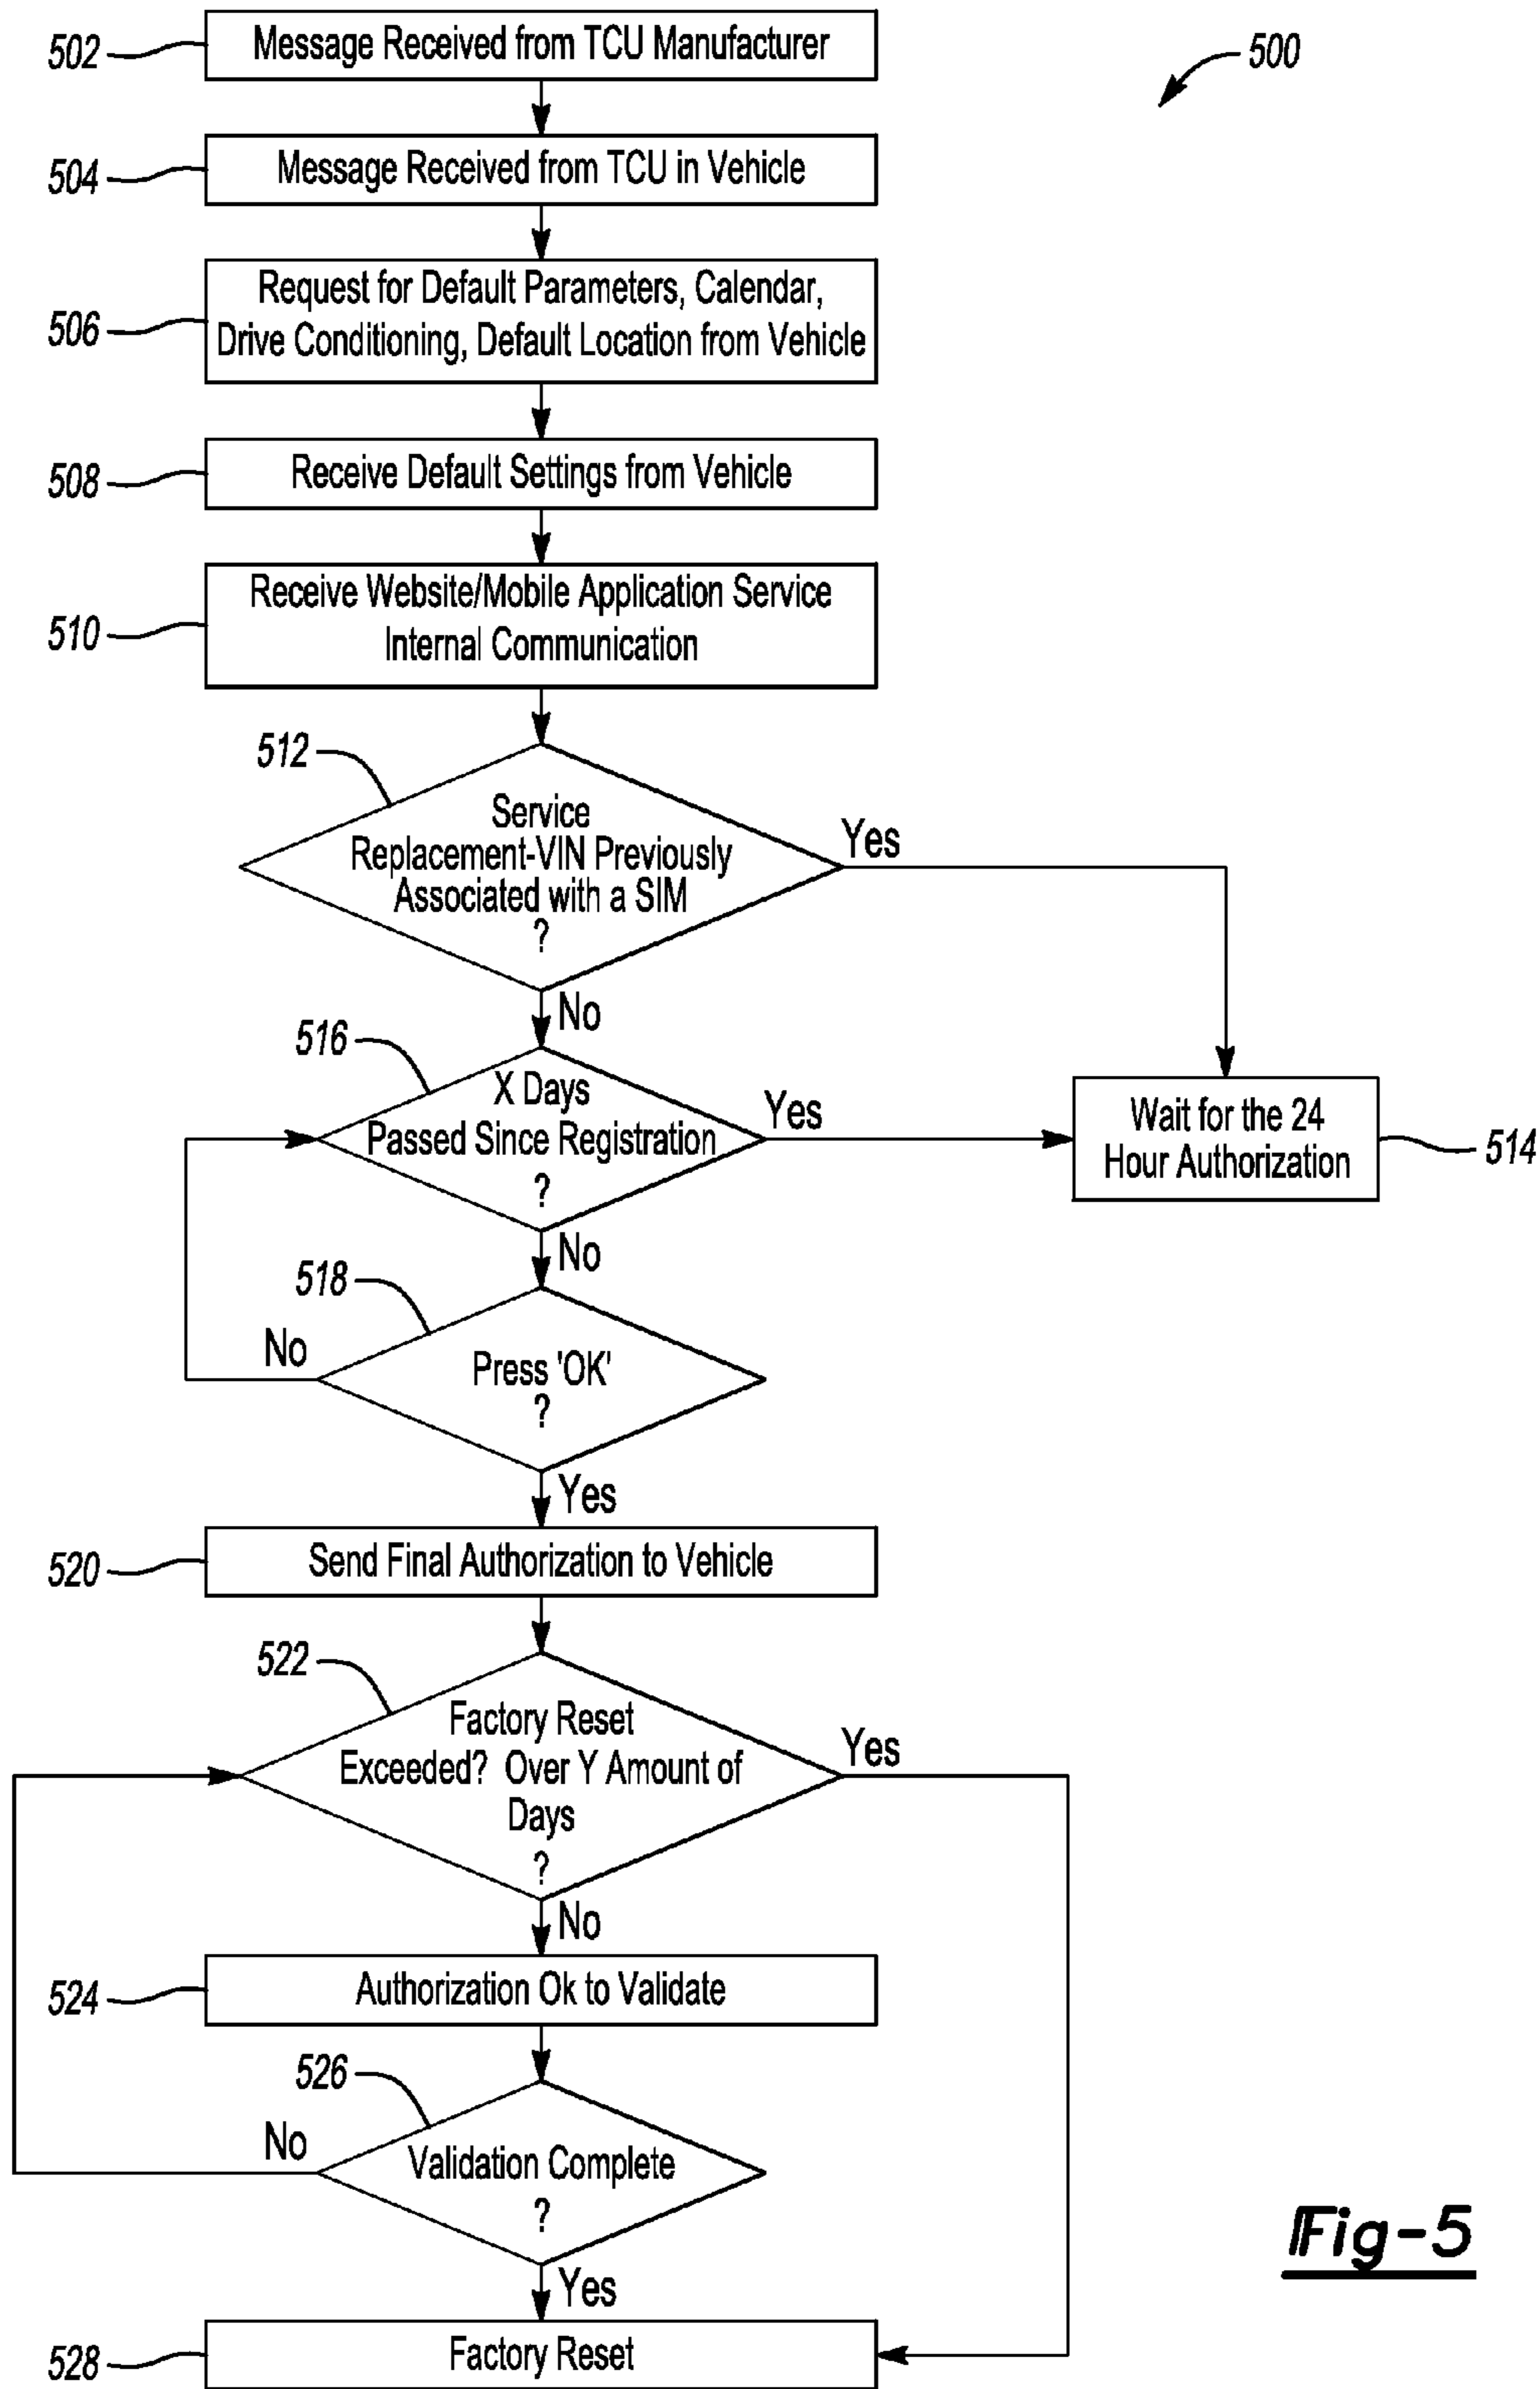 502
Message Received from TCU Manufacturer
500
504
Message Received from TCU in Vehicle
506
Request for Default Parameters, Calendar,
Drive Conditioning, Default Location from Vehicle
508
Receive Default Settings from Vehicle
510
Receive Website/Mobile Application Service
Internal Communication
512
Service
Replacement-VIN Previously
Associated with a SIM
?
Yes
No
516
X Days
Passed Since Registration
?
Yes
Wait for the 24
Hour Authorization
514
No
518
No
Press 'OK'
?
Yes
520
Send Final Authorization to Vehicle
522
Factory Reset
Exceeded? Over Y Amount of
Days
?
Yes
No
524
Authorization Ok to Validate
526
No
Validation Complete
?
Yes
528
Factory Reset
Fig-5